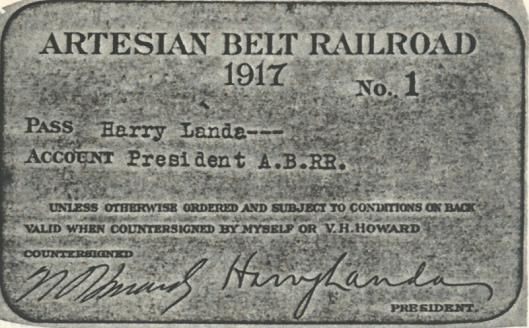 ARTESIAN BELT RAILROAD
1917
No. 1
PASS Harry Landa---
ACCOUNT President A.B.RR.
UNLESS OTHERWISE ORDERED AND SUBJECT TO CONDITIONS ON BACK
VALID WHEN COUNTERSIGNED BY MYSELF OR V.H.HOWARD
COUNTERSIGNED
Harry Landa
PRESIDENT.